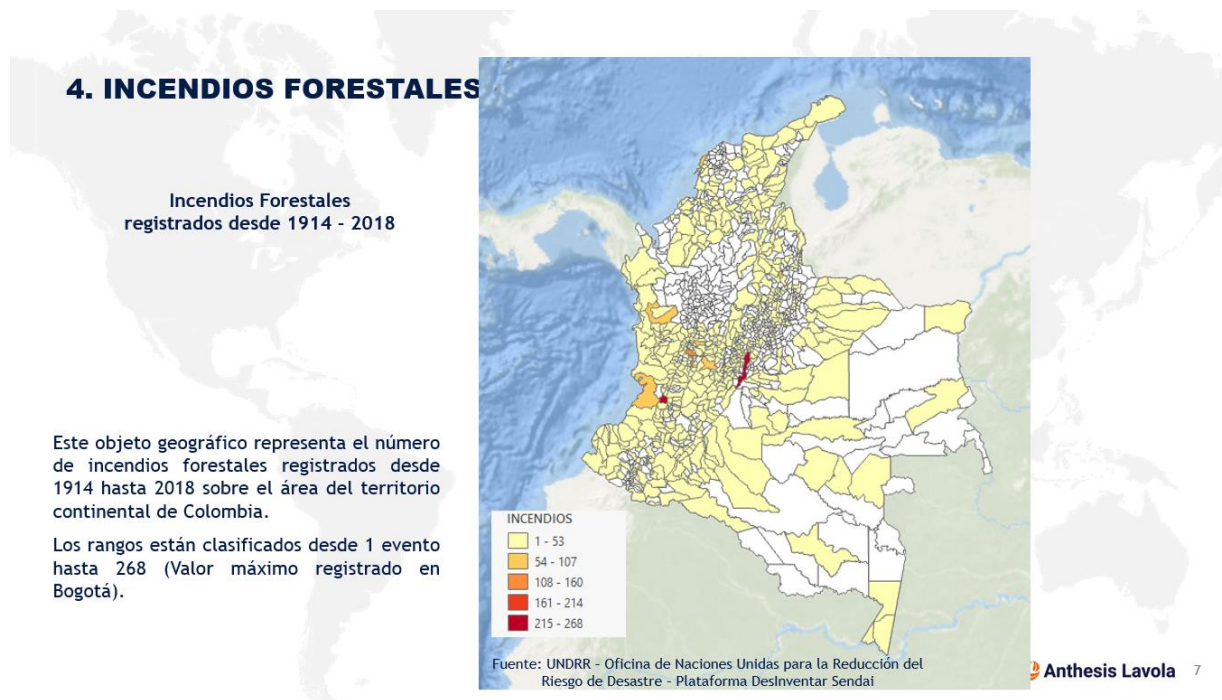 4. INCENDIOS FORESTALES
Incendios Forestales
registrados desde 1914 - 2018
Este objeto geográfico representa el número
de incendios forestales registrados desde
1914 hasta 2018 sobre el área del territorio
continental de Colombia.
Los rangos están clasificados desde 1 evento
hasta 268 (Valor máximo registrado en
Bogotá).
INCENDIOS
1 - 53
54 - 107
108 - 160
161 - 214
215 - 268
Fuente: UNDRR - Oficina de Naciones Unidas para la Reducción del
Riesgo de Desastre - Plataforma DesInventar Sendai
Anthesis Lavola
7